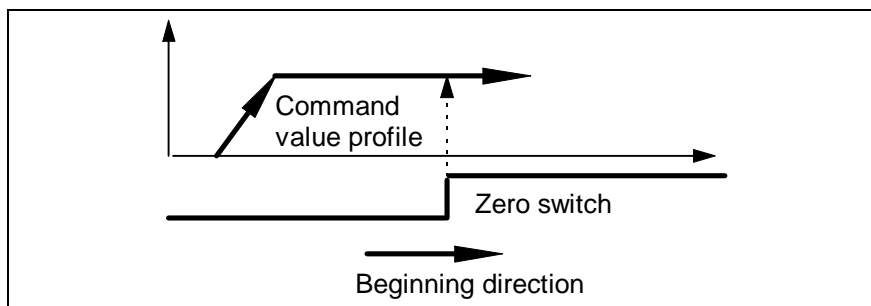 Command
value profile
Zero switch
Beginning direction